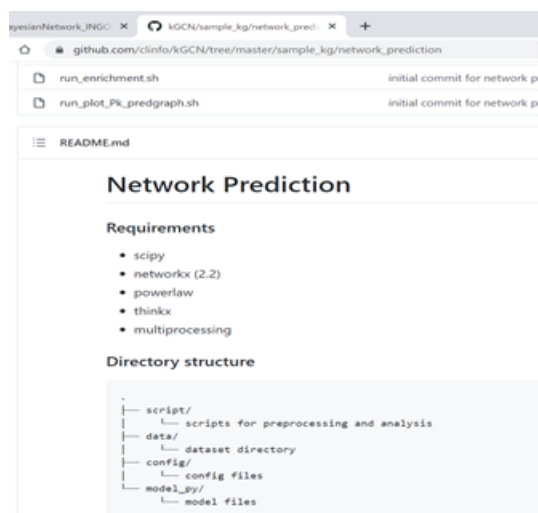 ayesianNetwork_INGO × kGCN/sample_kg/network_predic × +
github.com/clinfo/kGCN/tree/master/sample_kg/network_prediction
run_enrichment.sh initial commit for network p
run_plot_Pk_predgraph.sh initial commit for network p
README.md
Network Prediction
Requirements
• scipy
• networkx (2.2)
• powerlaw
• thinkx
• multiprocessing
Directory structure
.
├── script/
│   └── scripts for preprocessing and analysis
├── data/
│   └── dataset directory
├── config/
│   └── config files
└── model_py/
    └── model files